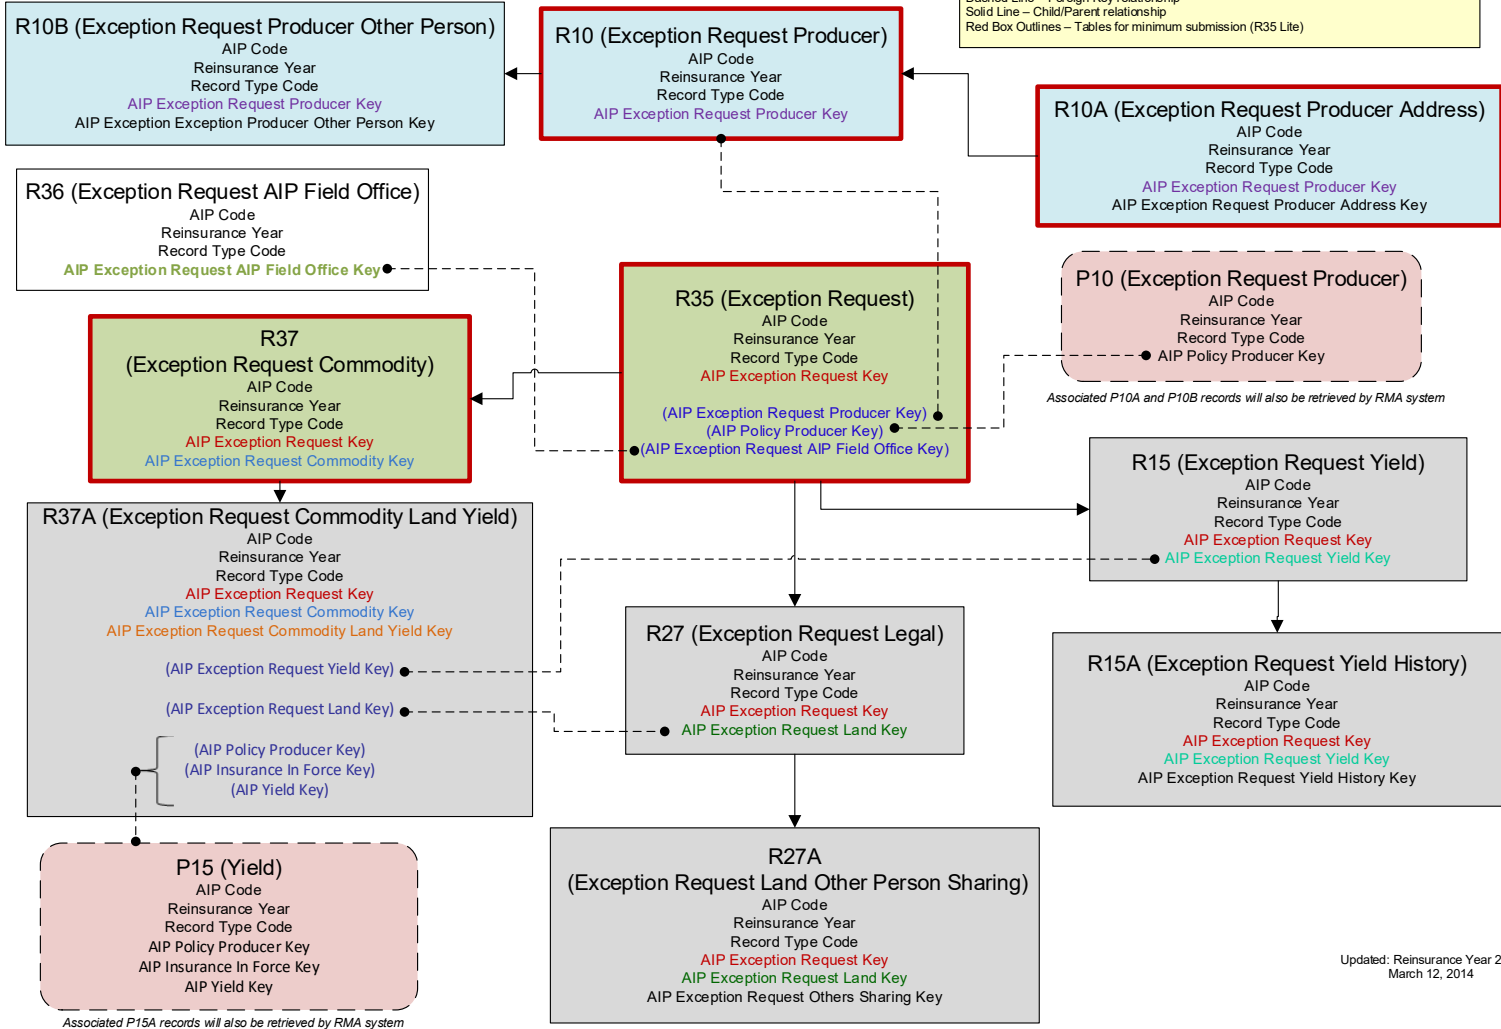 R10B (Exception Request Producer Other Person)
AIP Code
Reinsurance Year
Record Type Code
AIP Exception Request Producer Key
AIP Exception Exception Producer Other Person Key
R10 (Exception Request Producer)
AIP Code
Reinsurance Year
Record Type Code
AIP Exception Request Producer Key
Dashed Line – Foreign Key relationship
Solid Line – Child/Parent relationship
Red Box Outlines – Tables for minimum submission (R35 Lite)
R10A (Exception Request Producer Address)
AIP Code
Reinsurance Year
Record Type Code
AIP Exception Request Producer Key
AIP Exception Request Producer Address Key
R36 (Exception Request AIP Field Office)
AIP Code
Reinsurance Year
Record Type Code
AIP Exception Request AIP Field Office Key
R35 (Exception Request)
AIP Code
Reinsurance Year
Record Type Code
AIP Exception Request Key
(AIP Exception Request Producer Key)
(AIP Policy Producer Key)
(AIP Exception Request AIP Field Office Key)
P10 (Exception Request Producer)
AIP Code
Reinsurance Year
Record Type Code
AIP Policy Producer Key
Associated P10A and P10B records will also be retrieved by RMA system
R37
(Exception Request Commodity)
AIP Code
Reinsurance Year
Record Type Code
AIP Exception Request Key
AIP Exception Request Commodity Key
R15 (Exception Request Yield)
AIP Code
Reinsurance Year
Record Type Code
AIP Exception Request Key
AIP Exception Request Yield Key
R37A (Exception Request Commodity Land Yield)
AIP Code
Reinsurance Year
Record Type Code
AIP Exception Request Key
AIP Exception Request Commodity Key
AIP Exception Request Commodity Land Yield Key
(AIP Exception Request Yield Key)
(AIP Exception Request Land Key)
(AIP Policy Producer Key)
(AIP Insurance In Force Key)
(AIP Yield Key)
R27 (Exception Request Legal)
AIP Code
Reinsurance Year
Record Type Code
AIP Exception Request Key
AIP Exception Request Land Key
R15A (Exception Request Yield History)
AIP Code
Reinsurance Year
Record Type Code
AIP Exception Request Key
AIP Exception Request Yield Key
AIP Exception Request Yield History Key
P15 (Yield)
AIP Code
Reinsurance Year
Record Type Code
AIP Policy Producer Key
AIP Insurance In Force Key
AIP Yield Key
Associated P15A records will also be retrieved by RMA system
R27A
(Exception Request Land Other Person Sharing)
AIP Code
Reinsurance Year
Record Type Code
AIP Exception Request Key
AIP Exception Request Land Key
AIP Exception Request Others Sharing Key
Updated: Reinsurance Year 2
March 12, 2014